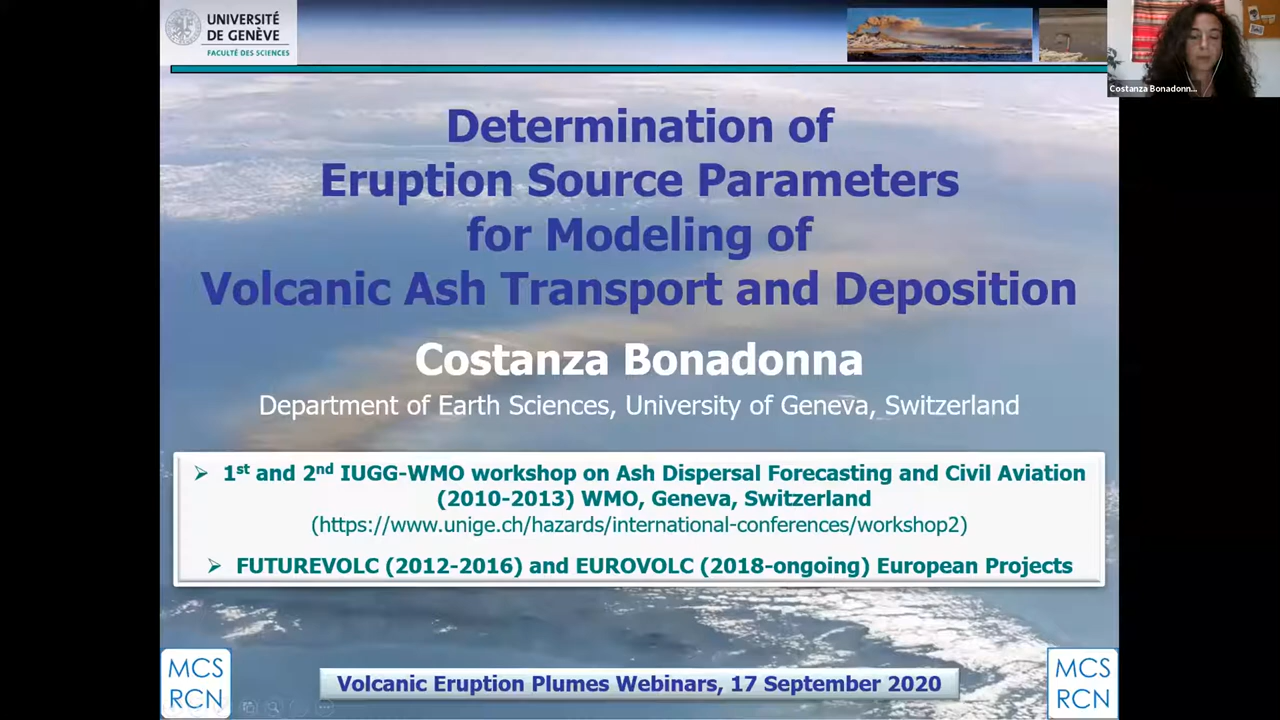 UNIVERSITÉ
DE GENÈVE
FACULTÉ DES SCIENCES
Costanza Bonadonn...
Determination of
Eruption Source Parameters
for Modeling of
Volcanic Ash Transport and Deposition
Costanza Bonadonna
Department of Earth Sciences, University of Geneva, Switzerland
➢ 1st and 2nd IUGG-WMO workshop on Ash Dispersal Forecasting and Civil Aviation
(2010-2013) WMO, Geneva, Switzerland
(https://www.unige.ch/hazards/international-conferences/workshop2)
➢ FUTUREVOLC (2012-2016) and EUROVOLC (2018-ongoing) European Projects
MCS
RCN
Volcanic Eruption Plumes Webinars, 17 September 2020
MCS
RCN